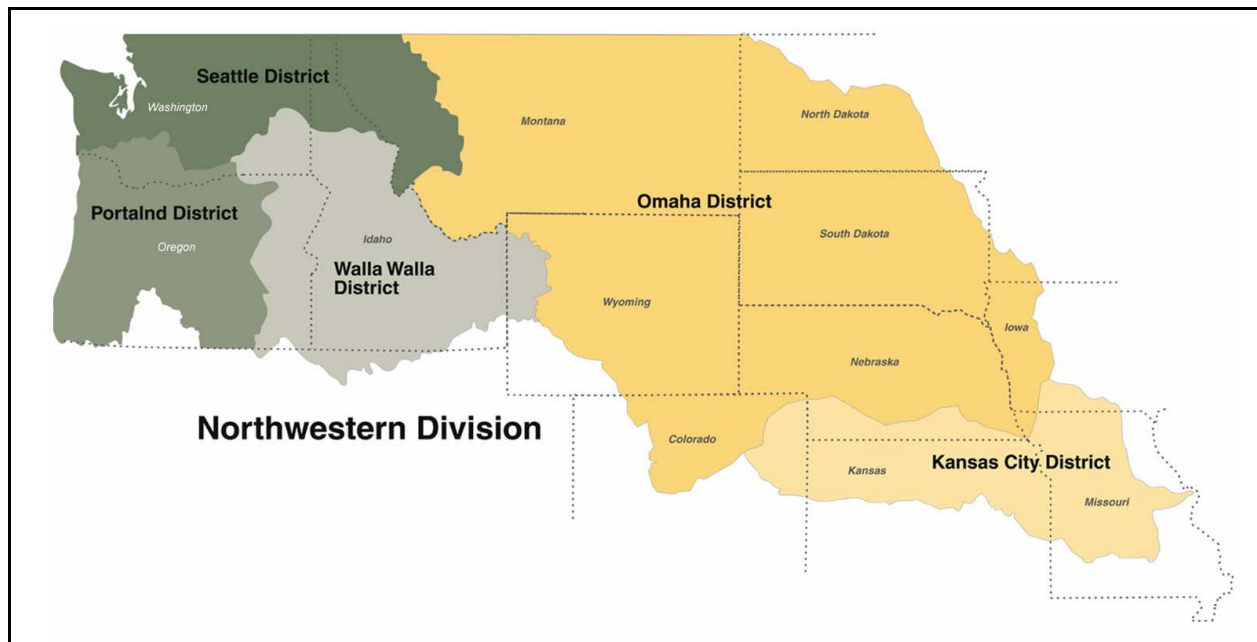 Seattle District
Washington
Montana
North Dakota
Omaha District
Portalnd District
South Dakota
Oregon
Idaho
Walla Walla
District
Wyoming
Iowa
Nebraska
Northwestern Division
Colorado
Kansas
Kansas City District
Missouri